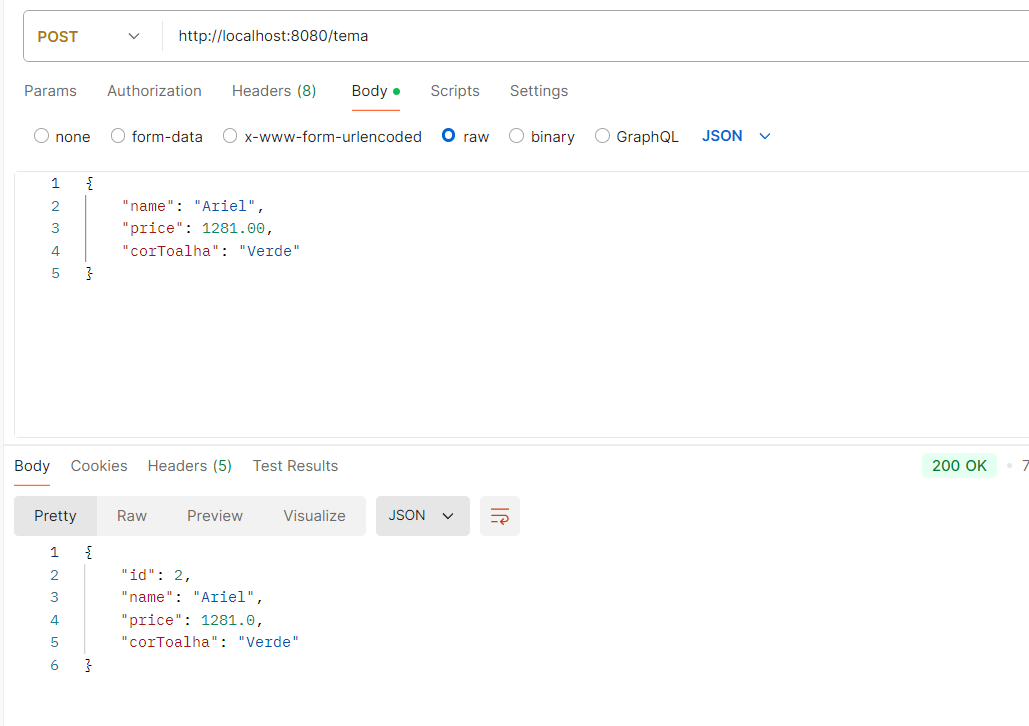 POST http://localhost:8080/tema
Params Authorization Headers (8) Body Scripts Settings
none form-data x-www-form-urlencoded raw binary GraphQL JSON
1 {
2 "name": "Ariel",
3 "price": 1281.00,
4 "corToalha": "Verde"
5 }
Body Cookies Headers (5) Test Results 200 OK 7
Pretty Raw Preview Visualize JSON
1 {
2 "id": 2,
3 "name": "Ariel",
4 "price": 1281.0,
5 "corToalha": "Verde"
6 }